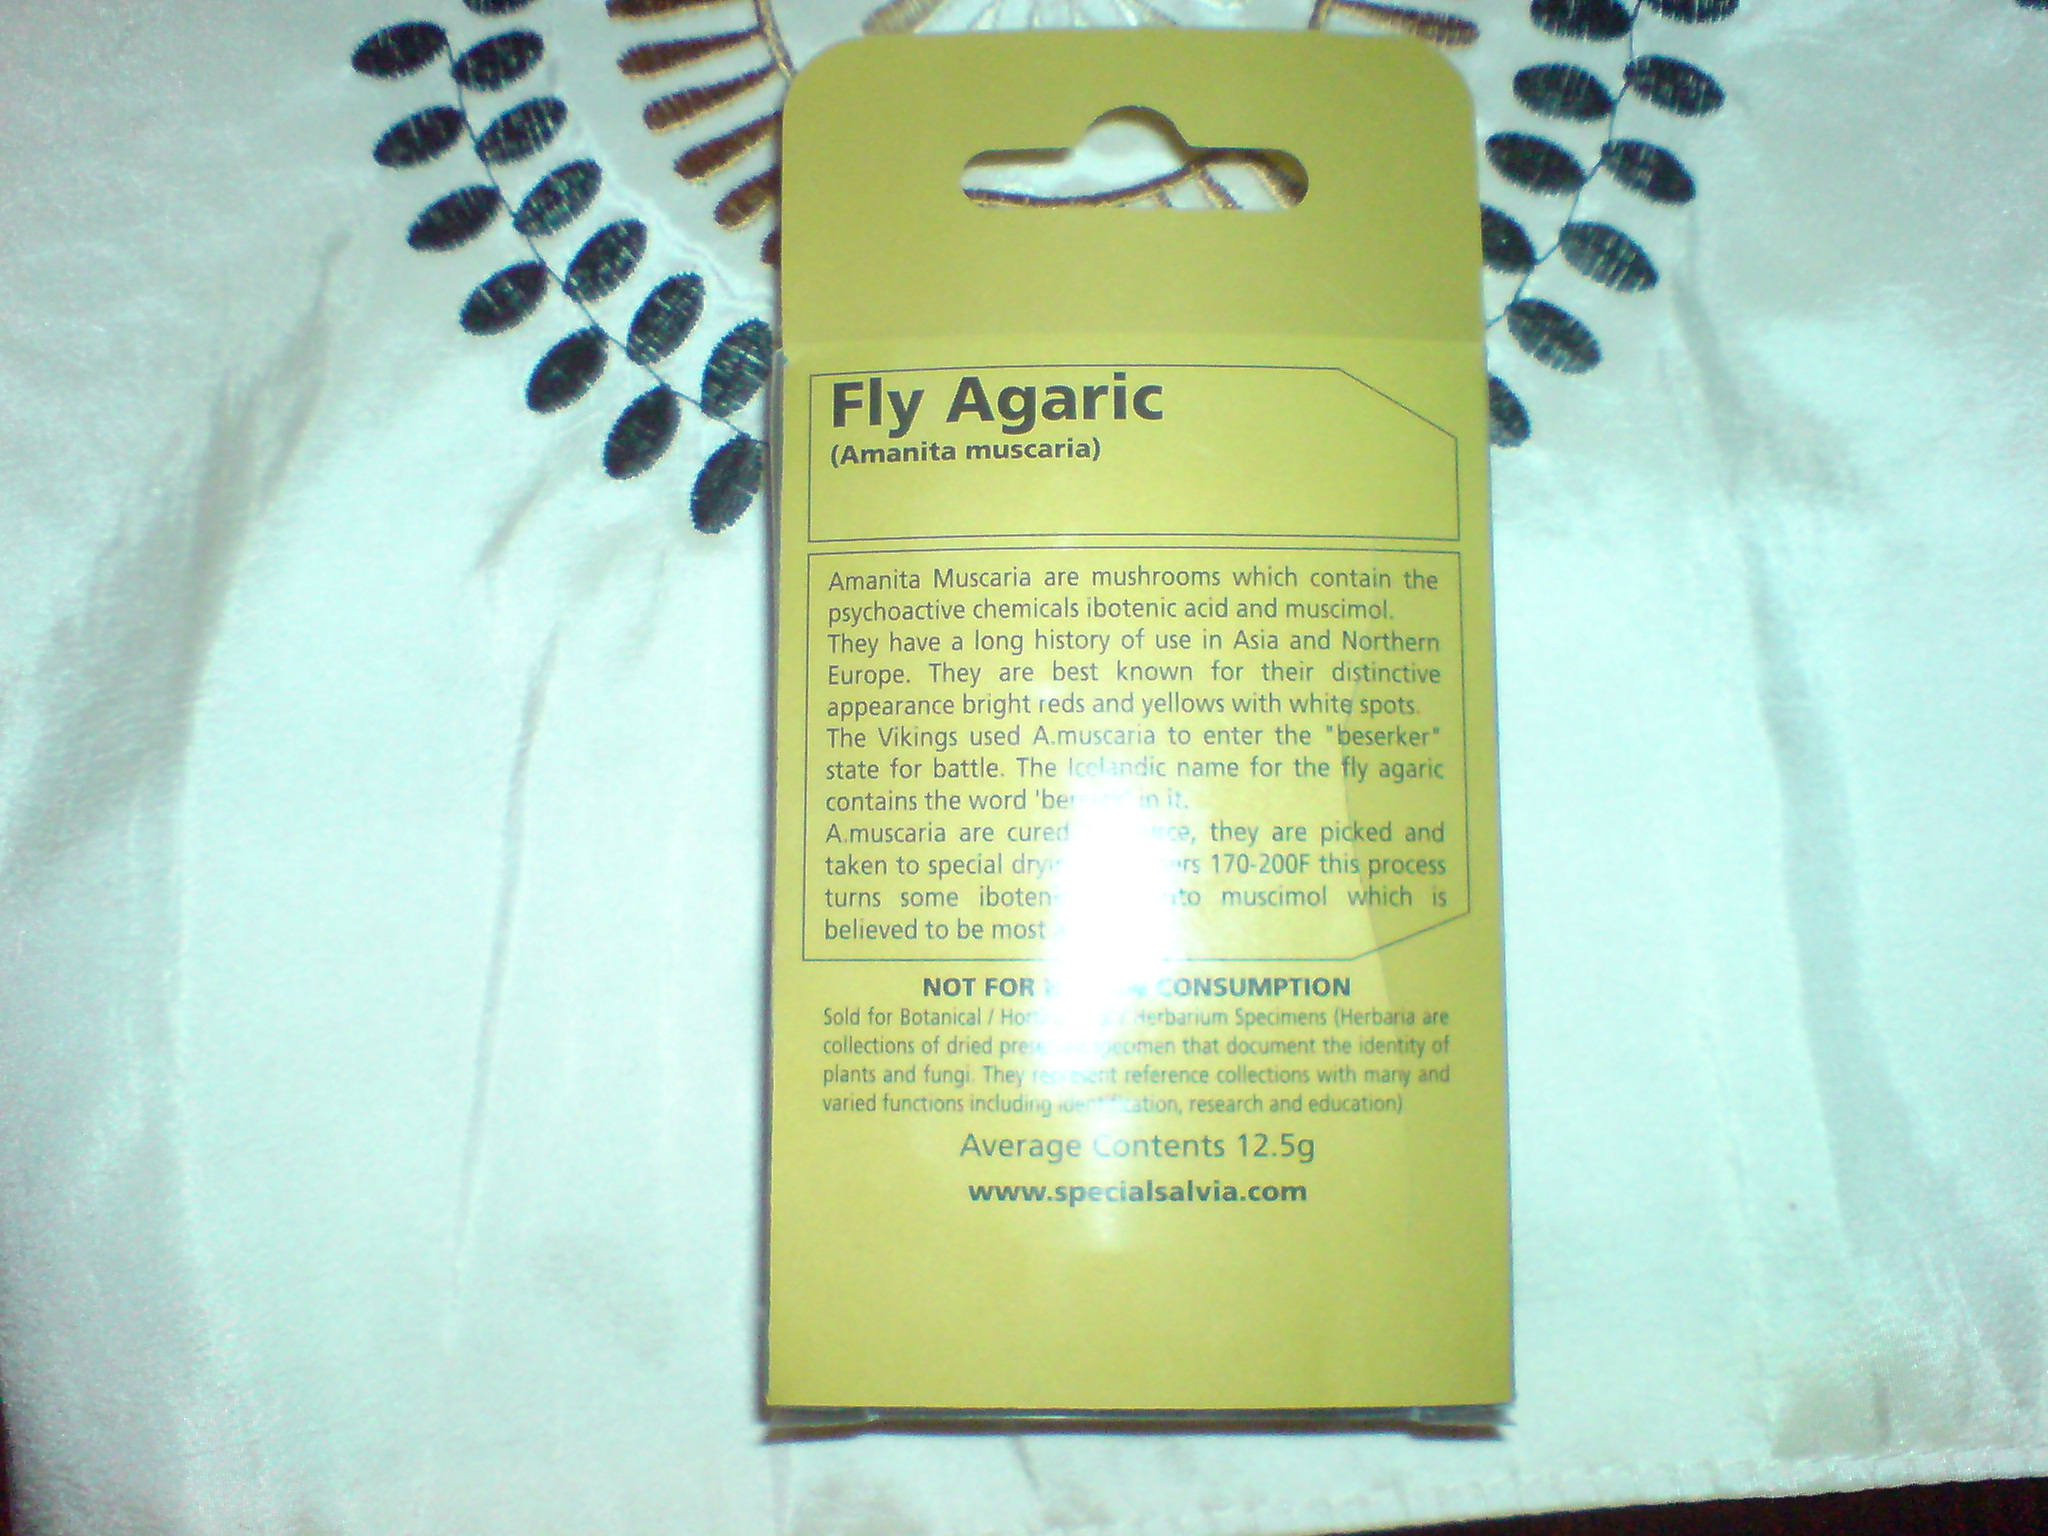 Fly Agaric
(Amanita muscaria)
Amanita Muscaria are mushrooms which contain the
psychoactive chemicals ibotenic acid and muscimol.
They have a long history of use in Asia and Northern
Europe. They are best known for their distinctive
appearance bright reds and yellows with white spots.
The Vikings used A.muscaria to enter the "beserker"
state for battle. The Icelandic name for the fly agaric
contains the word in it.
A.muscaria are cured they are picked and
taken to special 170-200F this process
turns some muscimol which is
believed to be most
NOT FOR CONSUMPTION
Sold for Botanical / / Herbarium Specimens (Herbaria are
collections of dried specimen that document the identity of
plants and fungi. They represent reference collections with many and
varied functions including identification, research and education)
Average Contents 12.5g
www.specialsalvia.com